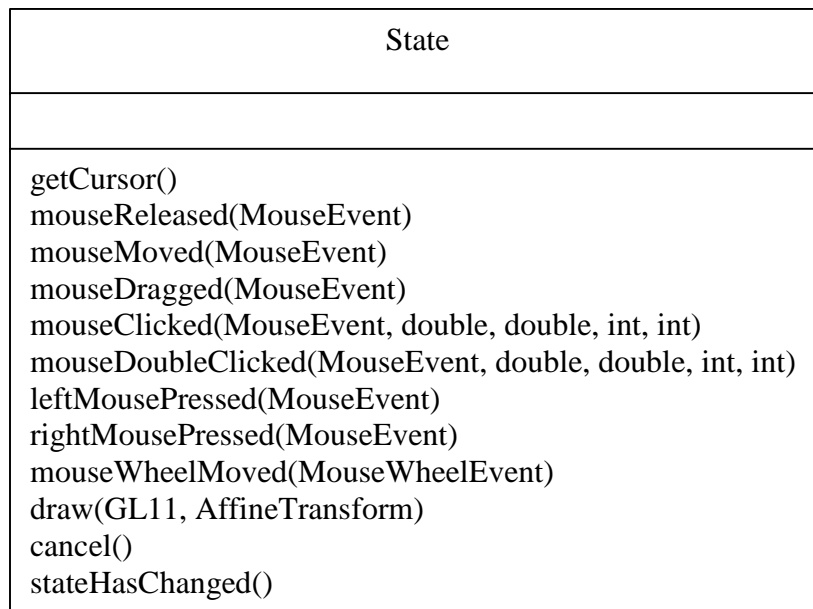 State
getCursor()
mouseReleased(MouseEvent)
mouseMoved(MouseEvent)
mouseDragged(MouseEvent)
mouseClicked(MouseEvent, double, double, int, int)
mouseDoubleClicked(MouseEvent, double, double, int, int)
leftMousePressed(MouseEvent)
rightMousePressed(MouseEvent)
mouseWheelMoved(MouseWheelEvent)
draw(GL11, AffineTransform)
cancel()
stateHasChanged()